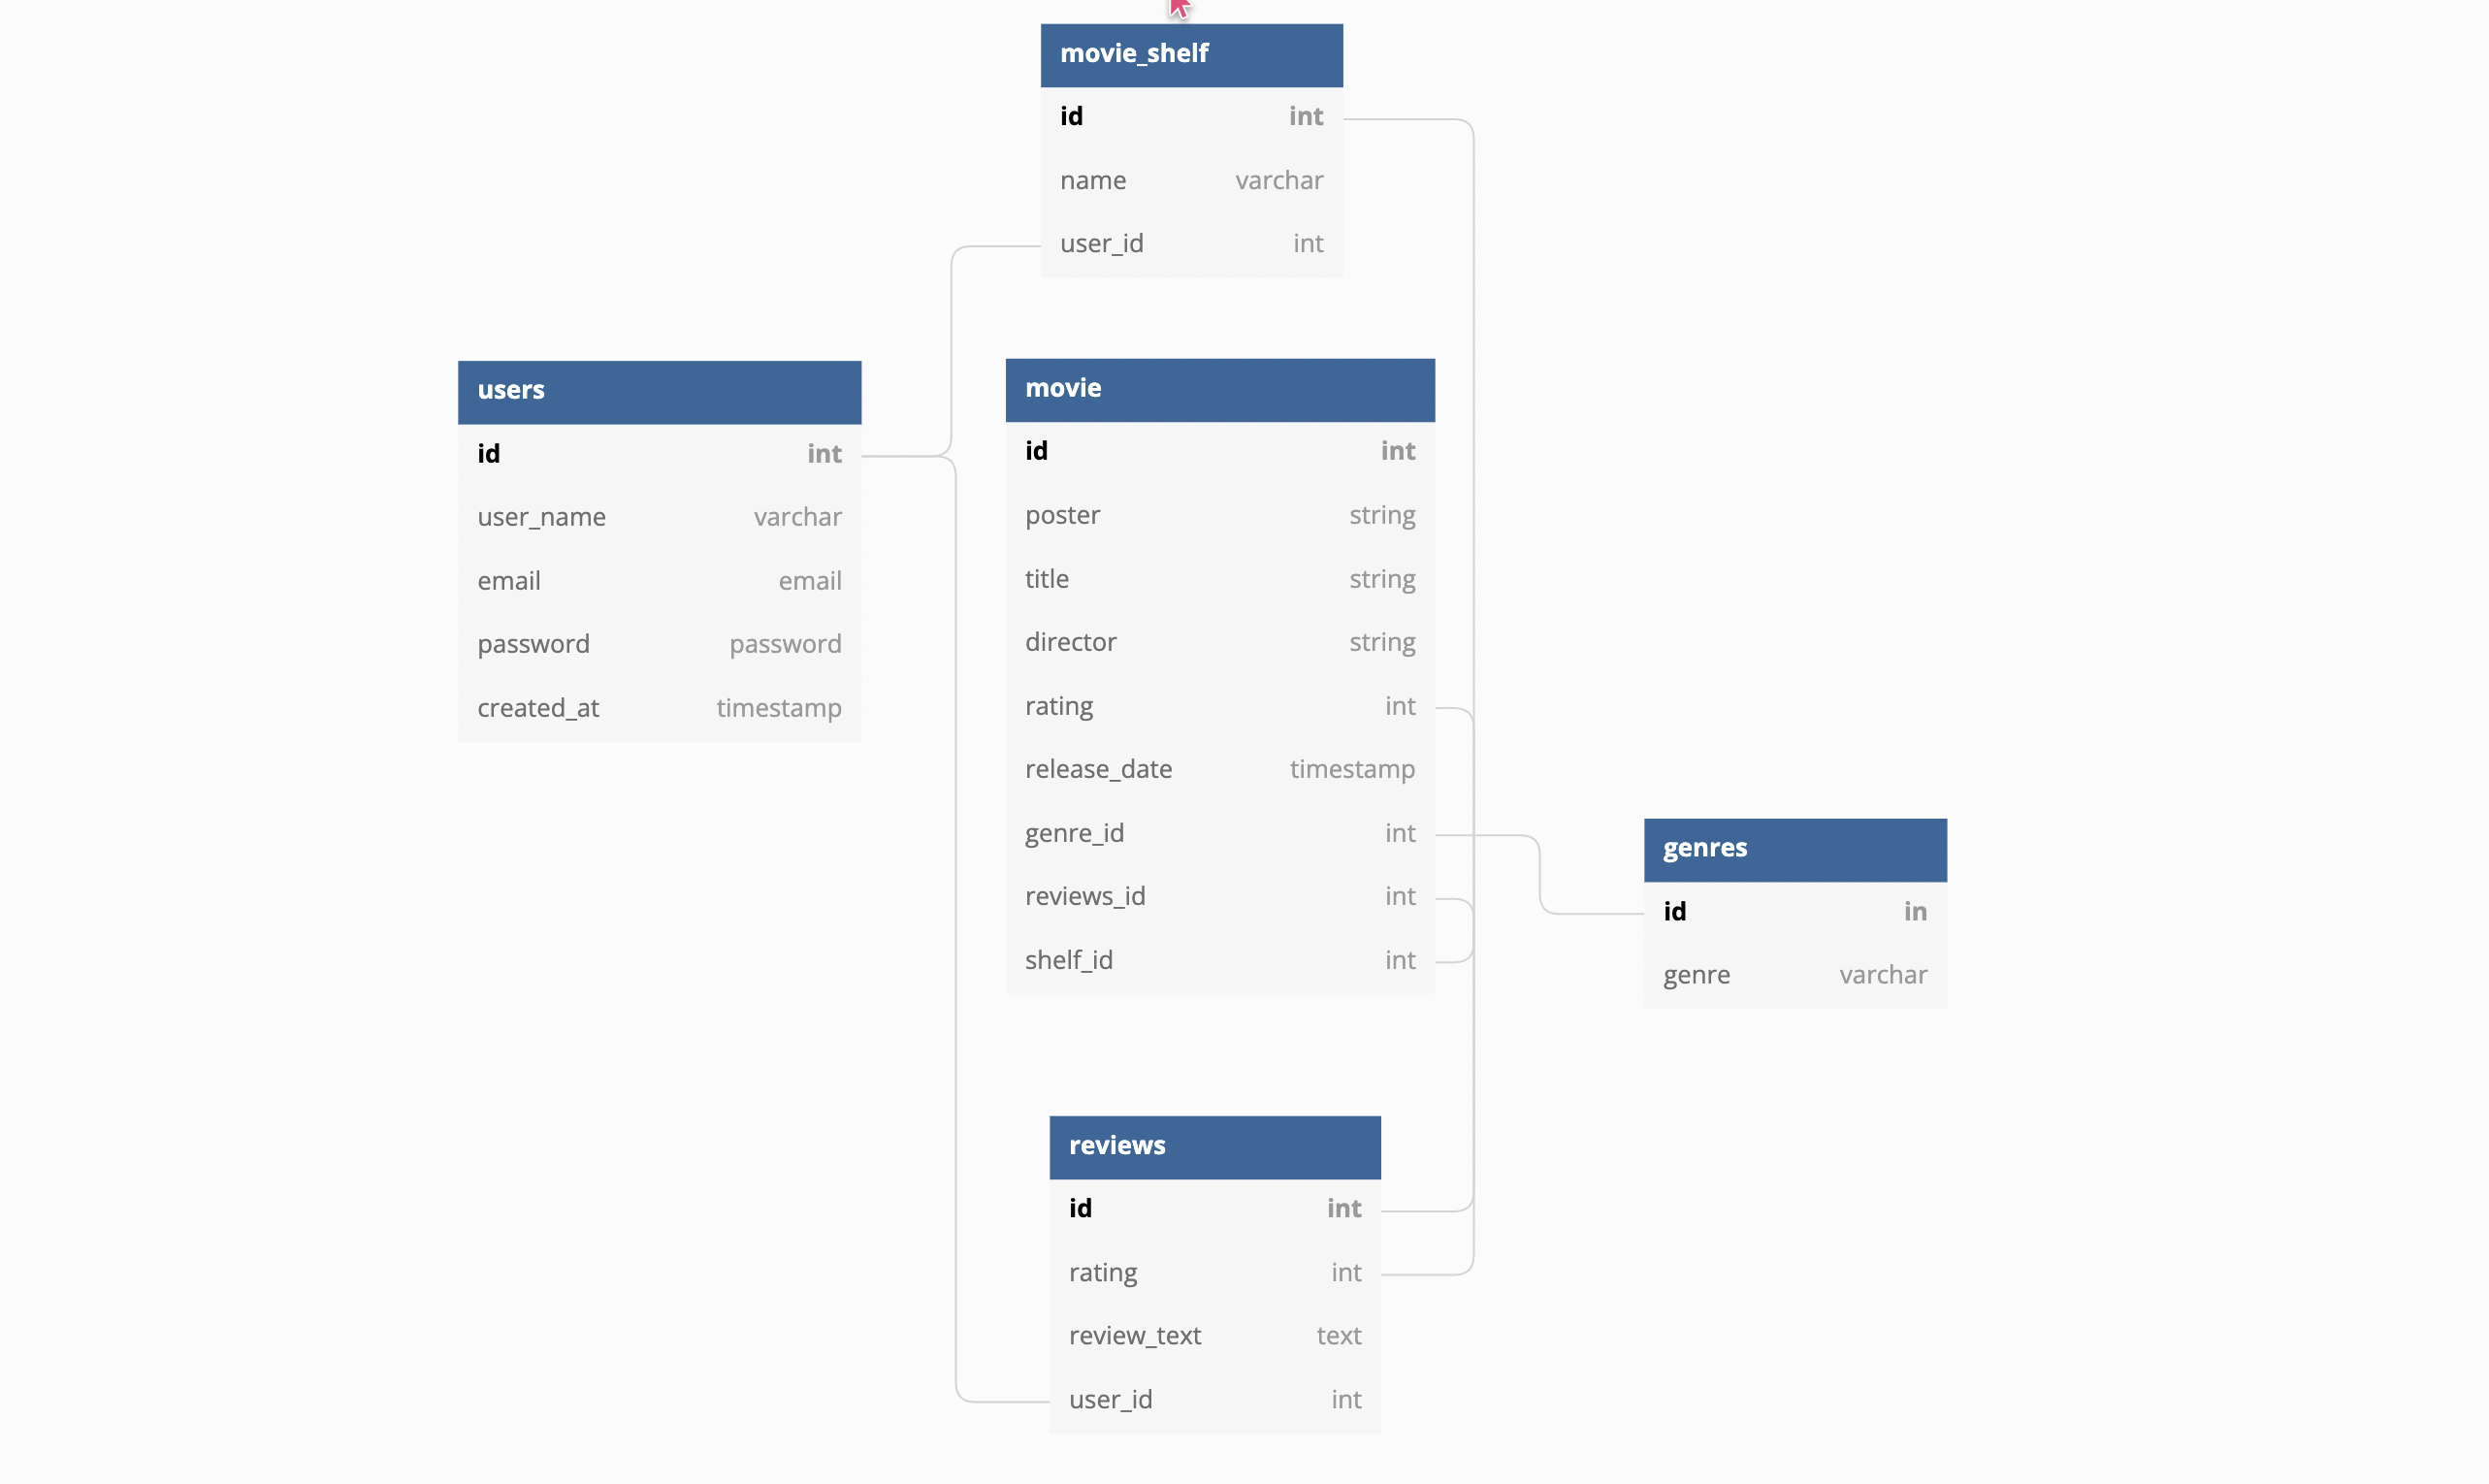 movie_shelf
id int
name varchar
user_id int
users
id int
user_name varchar
email email
password password
created_at timestamp
movie
id int
poster string
title string
director string
rating int
release_date timestamp
genre_id int
reviews_id int
shelf_id int
genres
id in
genre varchar
reviews
id int
rating int
review_text text
user_id int